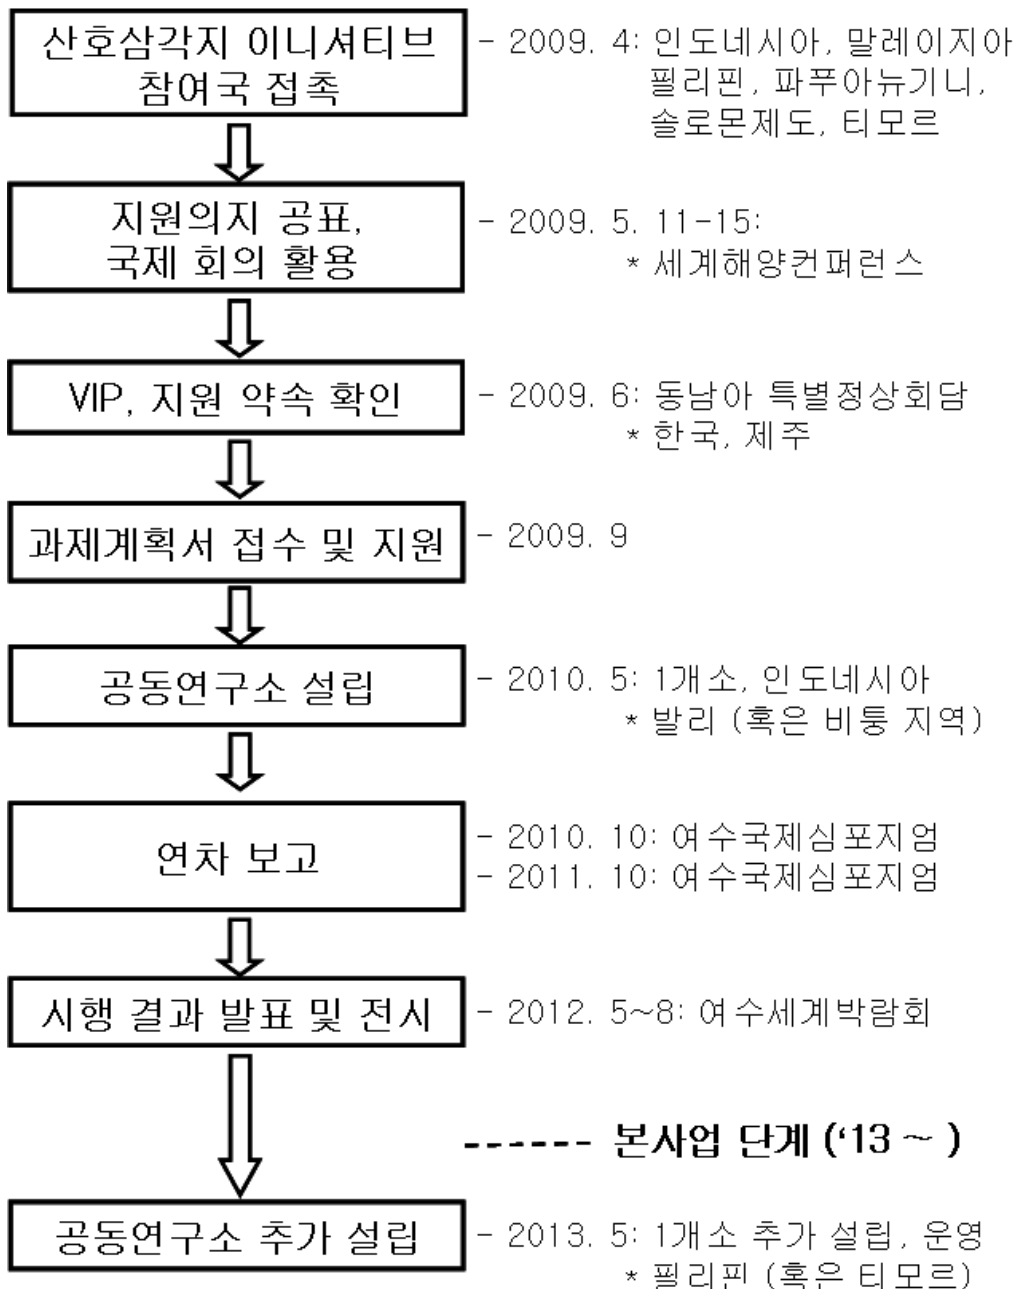 산호삼각지 이니셔티브
참여국 접촉
- 2009. 4: 인도네시아, 말레이지아
필리핀, 파푸아뉴기니,
솔로몬제도, 티모르
지원의지 공표,
국제 회의 활용
- 2009. 5. 11-15:
* 세계해양컨퍼런스
VIP, 지원 약속 확인
- 2009. 6: 동남아 특별정상회담
* 한국, 제주
과제계획서 접수 및 지원
- 2009. 9
공동연구소 설립
- 2010. 5: 1개소, 인도네시아
* 발리 (혹은 비퉁 지역)
연차 보고
- 2010. 10: 여수국제심포지엄
- 2011. 10: 여수국제심포지엄
시행 결과 발표 및 전시
- 2012. 5~8: 여수세계박람회
본사업 단계 (‘13 ~ )
공동연구소 추가 설립
- 2013. 5: 1개소 추가 설립, 운영
* 필리핀 (혹은 티모르)